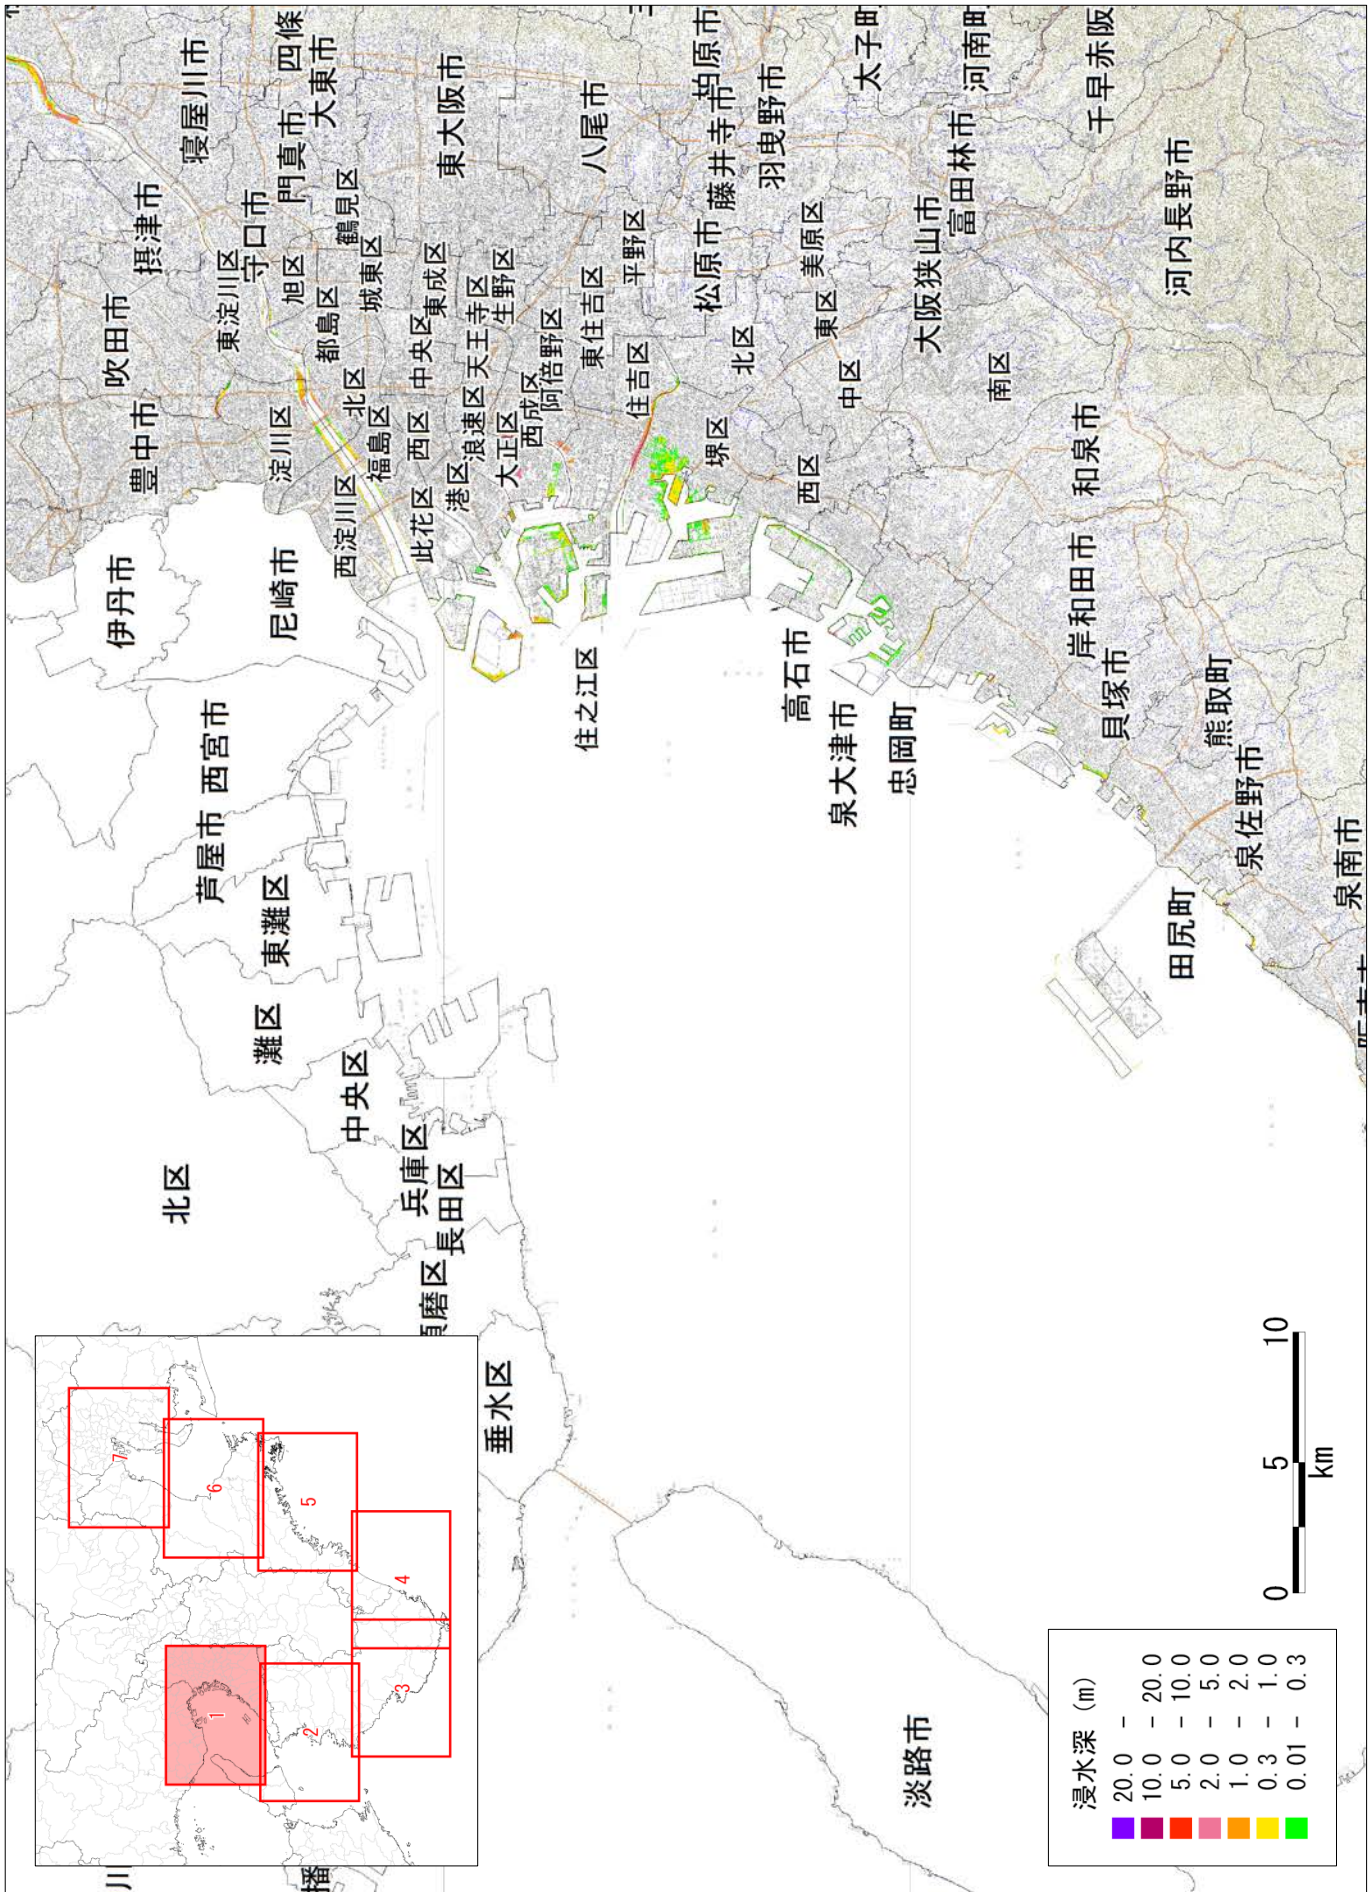 寝屋川市
四條
大東市
門真市
摂津市
守口市
鶴見区
東大阪市
八尾市
柏原市
藤井寺市
羽曳野市
太子町
河南町
千早赤阪
富田林市
河内長野市
大阪狭山市
美原区
松原市
平野区
東淀川区
旭区
都島区
城東区
東成区
中央区
天王寺区
生野区
阿倍野区
東住吉区
住吉区
北区
東区
中区
南区
吹田市
豊中市
淀川区
北区
福島区
西区
浪速区
大正区
西成区
港区
此花区
西淀川区
堺区
西区
和泉市
岸和田市
貝塚市
熊取町
泉佐野市
泉南市
田尻町
高石市
泉大津市
忠岡町
住之江区
伊丹市
尼崎市
西宮市
芦屋市
東灘区
灘区
中央区
兵庫区
長田区
須磨区
北区
垂水区
淡路市
川
播
1
2
3
4
5
6
7
0 5 10
km
浸水深 (m)
20.0 -
10.0 - 20.0
5.0 - 10.0
2.0 - 5.0
1.0 - 2.0
0.3 - 1.0
0.01 - 0.3